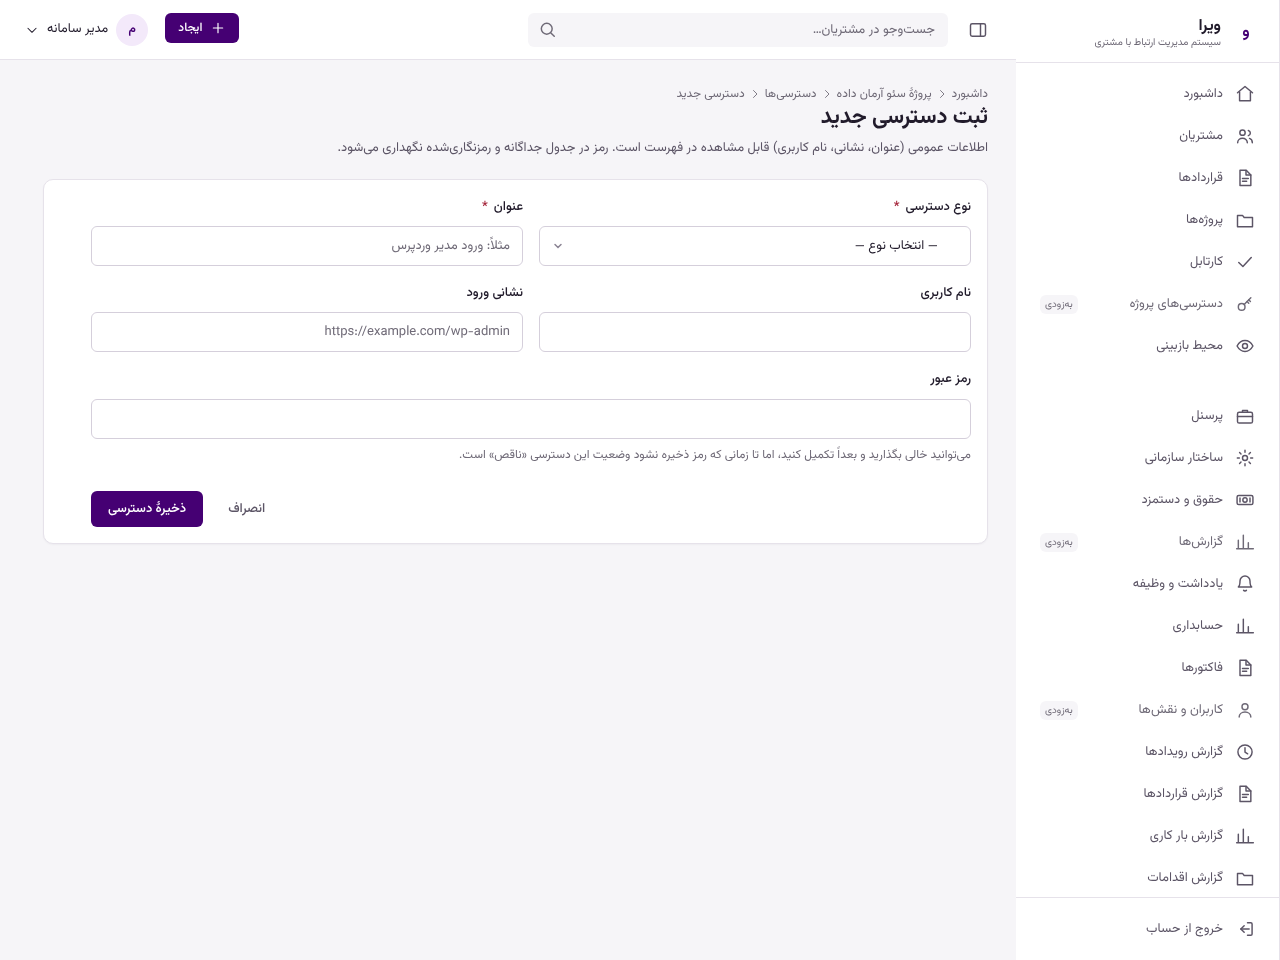 و
ویرا
سیستم مدیریت ارتباط با مشتری
داشبورد
مشتریان
قراردادها
پروژه‌ها
کارتابل
دسترسی‌های پروژه
به‌زودی
محیط بازبینی
پرسنل
ساختار سازمانی
حقوق و دستمزد
گزارش‌ها
به‌زودی
یادداشت و وظیفه
حسابداری
فاکتورها
کاربران و نقش‌ها
به‌زودی
گزارش رویدادها
گزارش قراردادها
گزارش بار کاری
گزارش اقدامات
خروج از حساب
جست‌وجو در مشتریان...
ایجاد
م
مدیر سامانه
داشبورد
پروژهٔ سئو آرمان داده
دسترسی‌ها
دسترسی جدید
ثبت دسترسی جدید
اطلاعات عمومی (عنوان، نشانی، نام کاربری) قابل مشاهده در فهرست است. رمز در جدول جداگانه و رمزنگاری‌شده نگهداری می‌شود.
نوع دسترسی *
— انتخاب نوع —
عنوان *
مثلاً: ورود مدیر وردپرس
نام کاربری
نشانی ورود
https://example.com/wp-admin
رمز عبور
می‌توانید خالی بگذارید و بعداً تکمیل کنید، اما تا زمانی که رمز ذخیره نشود وضعیت این دسترسی «ناقص» است.
انصراف
ذخیرهٔ دسترسی